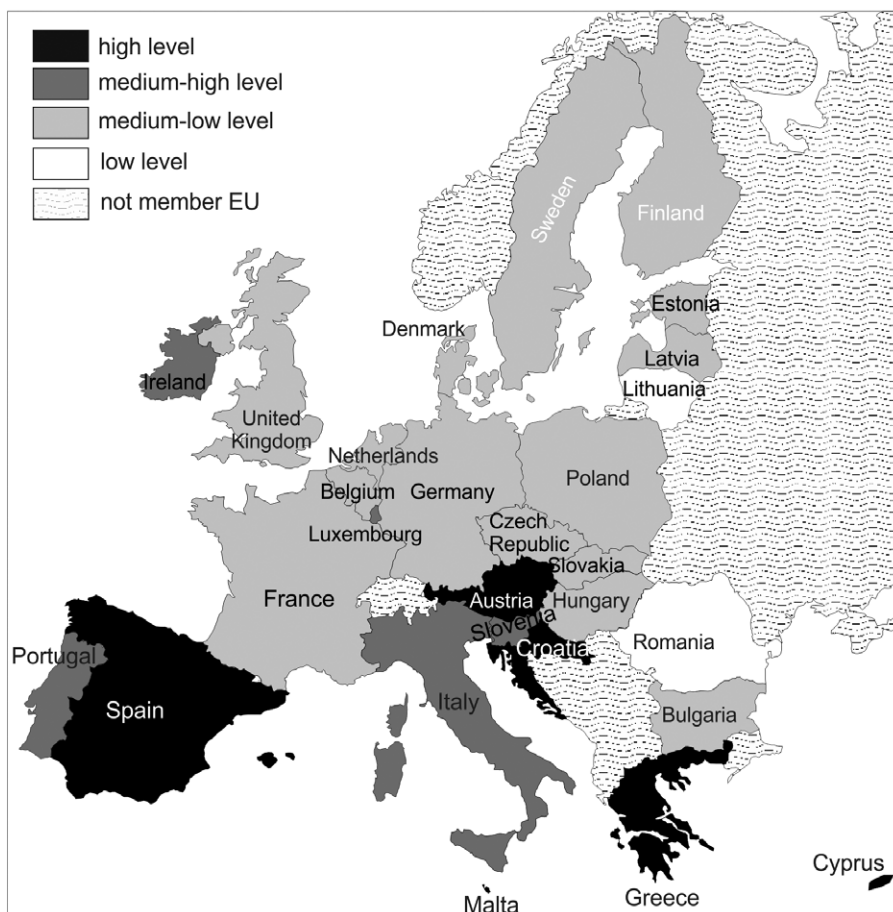 high level
medium-high level
medium-low level
low level
not member EU
Sweden
Finland
Estonia
Denmark
Latvia
Ireland
Lithuania
United
Kingdom
Netherlands
Poland
Belgium
Germany
Czech
Republic
Luxembourg
Slovakia
France
Austria
Hungary
Slovenia
Croatia
Romania
Portugal
Spain
Italy
Bulgaria
Cyprus
Greece
Malta